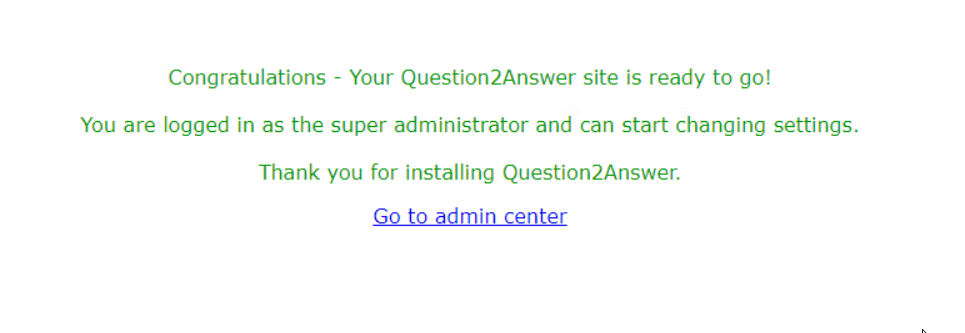 Congratulations - Your Question2Answer site is ready to go!
You are logged in as the super administrator and can start changing settings.
Thank you for installing Question2Answer.
Go to admin center